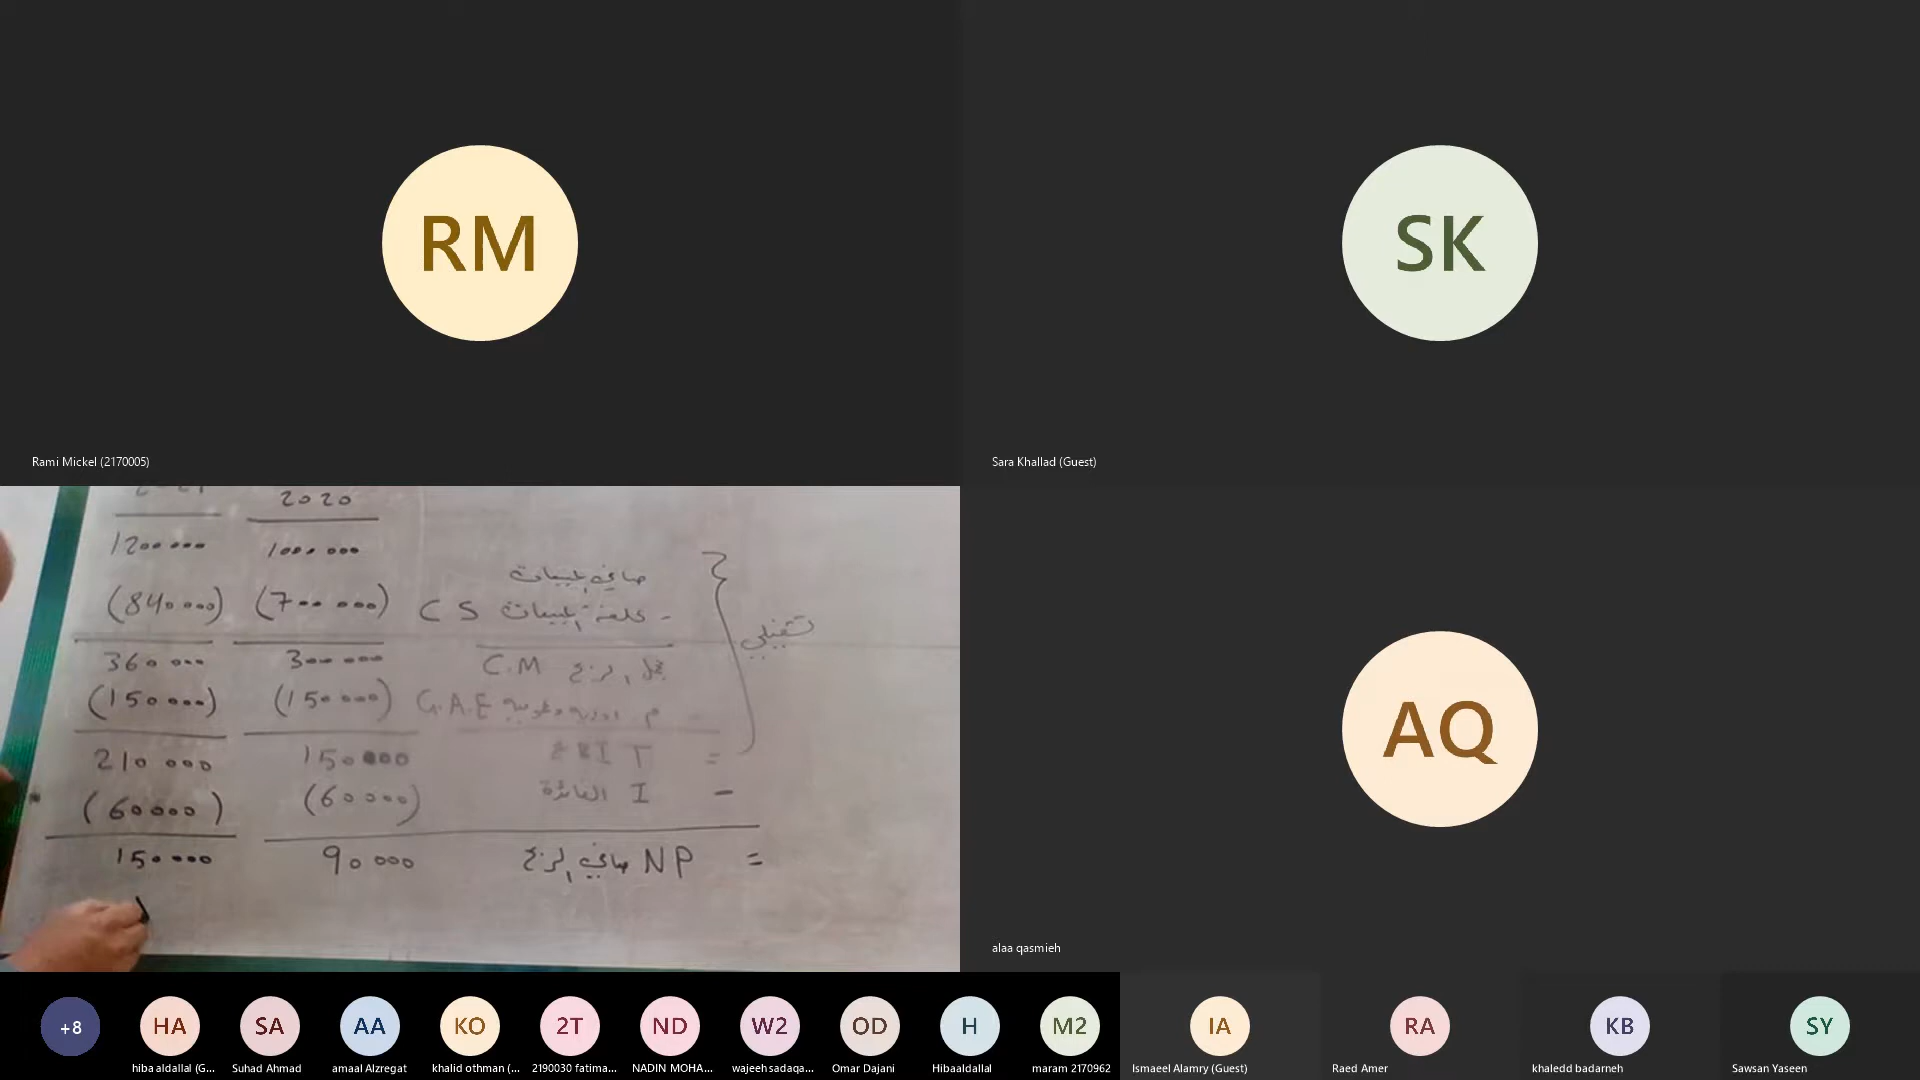 RM
SK
Rami Mickel (2170005)
Sara Khallad (Guest)
2020
1200000 1000000
صافي المبيعات
(840000) (700000) C S كلفة المبيعات -
تشغيلي
360000 300000 C.M مجمل الربح
(150000) (150000) G.A.E
210000 150000 E B I T =
(60000) (60000) الفائدة I -
150000 90000 صافي الربح NP =
AQ
alaa qasmieh
+8 HA SA AA KO 2T ND W2 OD H M2 IA RA KB SY
hiba aldallal (G... Suhad Ahmad amaal Alzregat khalid othman (... 2190030 fatima... NADIN MOHA... wajeeh sadaqa... Omar Dajani Hibaaldallal maram 2170962 Ismaeel Alamry (Guest) Raed Amer khaledd badarneh Sawsan Yaseen